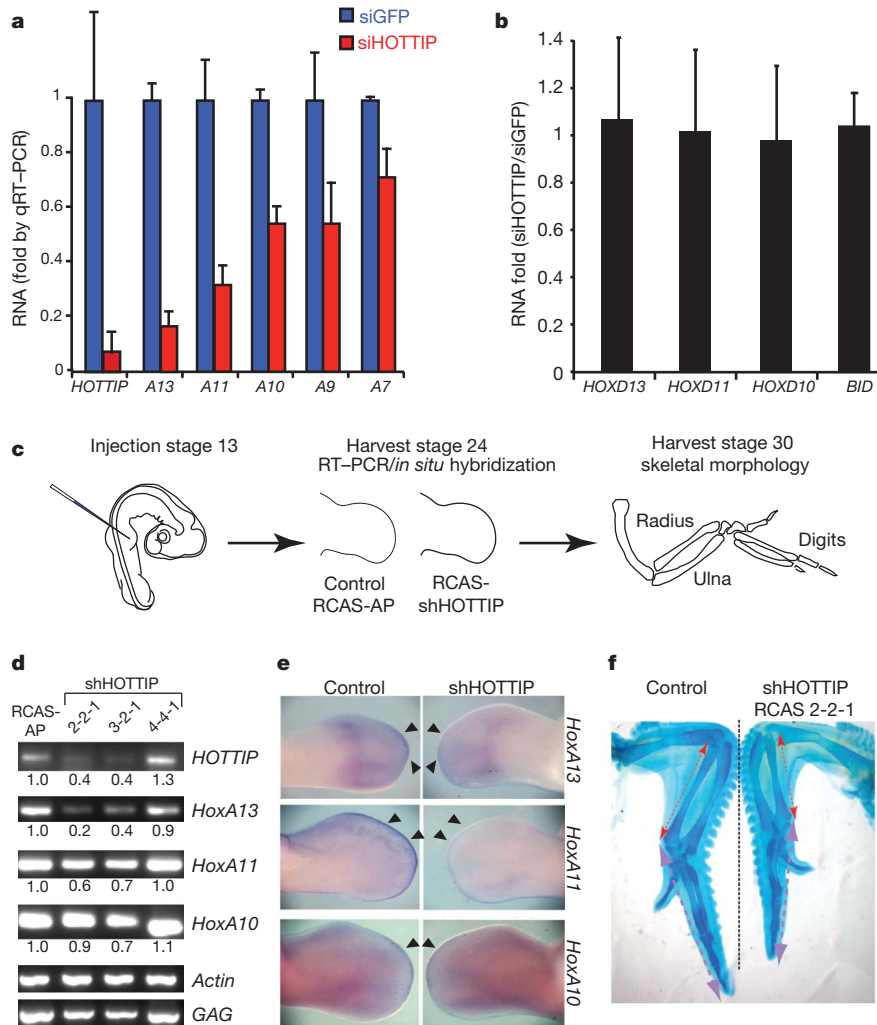 a
siGFP
siHOTTIP
RNA (fold by qRT–PCR)
1
0.8
0.6
0.4
0.2
0
HOTTIP A13 A11 A10 A9 A7
b
RNA fold (siHOTTIP/siGFP)
1.4
1.2
1
0.8
0.6
0.4
0.2
0
HOXD13 HOXD11 HOXD10 BID
c
Injection stage 13
Harvest stage 24
RT–PCR/in situ hybridization
Harvest stage 30
skeletal morphology
Control
RCAS-AP
RCAS-
shHOTTIP
Radius
Ulna
Digits
d
shHOTTIP
RCAS-
AP
2-2-1 3-2-1 4-4-1
HOTTIP
1.0 0.4 0.4 1.3
HoxA13
1.0 0.2 0.4 0.9
HoxA11
1.0 0.6 0.7 1.0
HoxA10
1.0 0.9 0.7 1.1
Actin
GAG
e
Control shHOTTIP
HoxA13
HoxA11
HoxA10
f
Control
shHOTTIP
RCAS 2-2-1